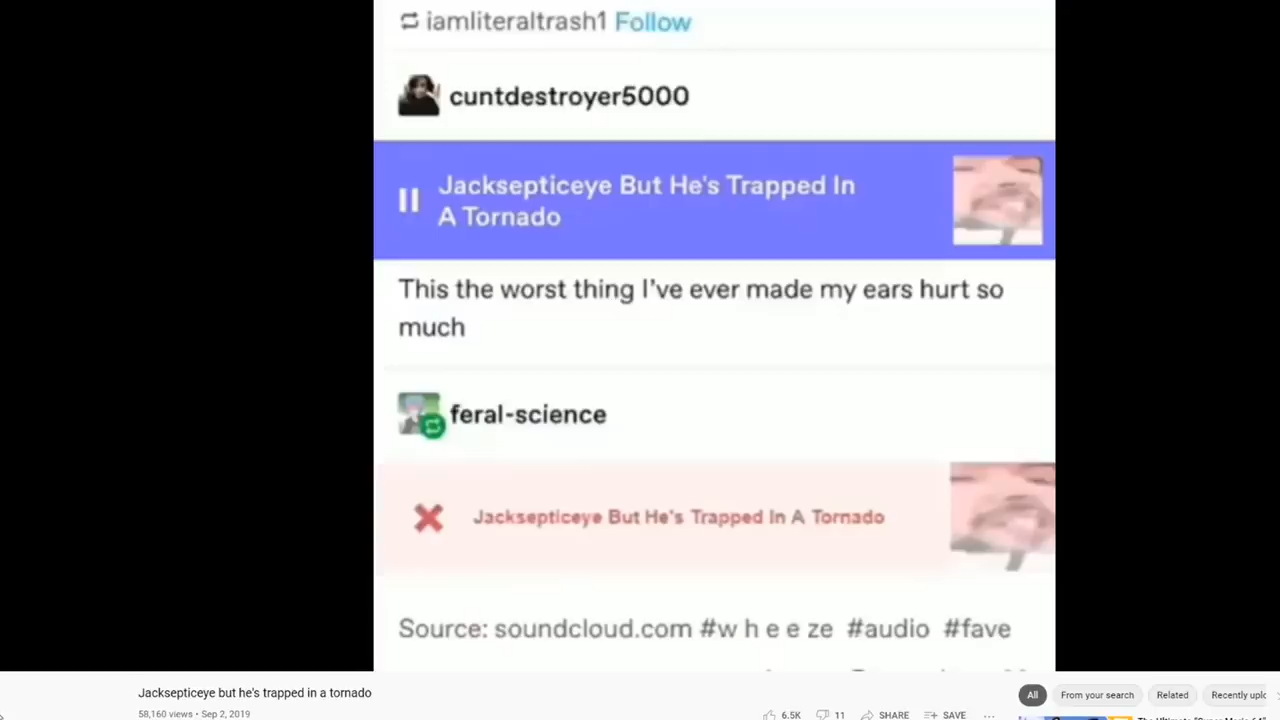 iamliteraltrash1 Follow
cuntdestroyer5000
Jacksepticeye But He's Trapped In
A Tornado
This the worst thing I've ever made my ears hurt so
much
feral-science
Jacksepticeye But He's Trapped In A Tornado
Source: soundcloud.com #w h e e ze #audio #fave
Jacksepticeye but he's trapped in a tornado
58,160 views • Sep 2, 2019
6.5K 11 SHARE SAVE ...
All From your search Related Recently uplo